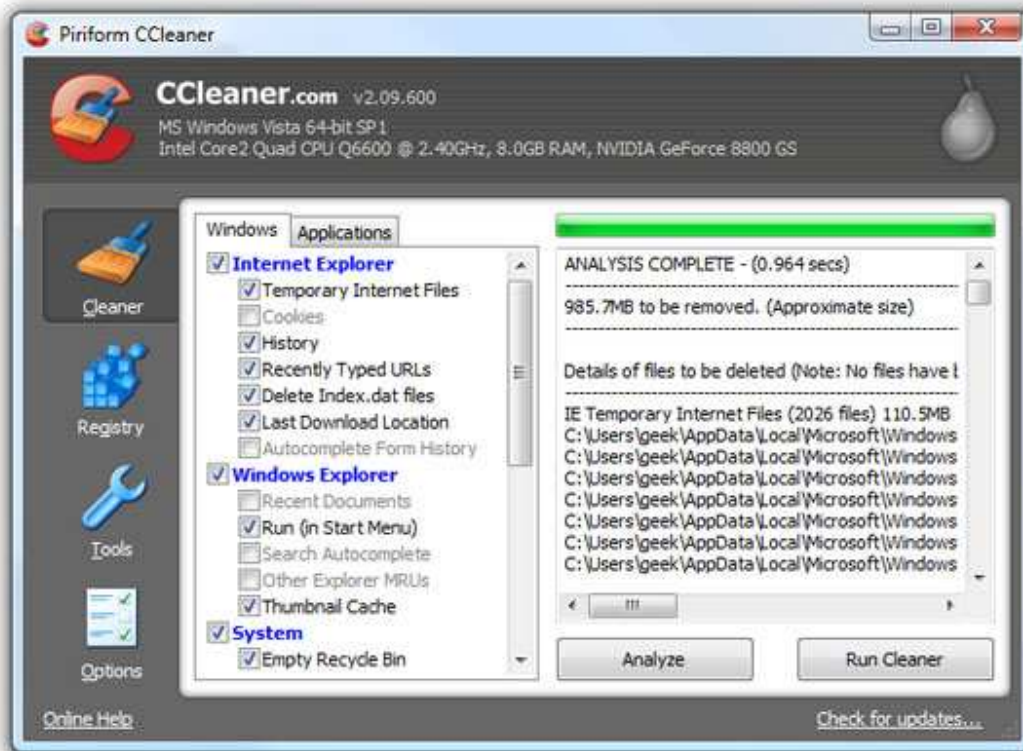 Piriform CCleaner
CCleaner.com v2.09.600
MS Windows Vista 64-bit SP1
Intel Core2 Quad CPU Q6600 @ 2.40GHz, 8.0GB RAM, NVIDIA GeForce 8800 GS
Cleaner
Registry
Tools
Options
Windows
Applications
Internet Explorer
Temporary Internet Files
Cookies
History
Recently Typed URLs
Delete Index.dat files
Last Download Location
Autocomplete Form History
Windows Explorer
Recent Documents
Run (in Start Menu)
Search Autocomplete
Other Explorer MRUs
Thumbnail Cache
System
Empty Recycle Bin
ANALYSIS COMPLETE - (0.964 secs)
985.7MB to be removed. (Approximate size)
Details of files to be deleted (Note: No files have b
IE Temporary Internet Files (2026 files) 110.5MB
C:\Users\geek\AppData\Local\Microsoft\Windows
C:\Users\geek\AppData\Local\Microsoft\Windows
C:\Users\geek\AppData\Local\Microsoft\Windows
C:\Users\geek\AppData\Local\Microsoft\Windows
C:\Users\geek\AppData\Local\Microsoft\Windows
C:\Users\geek\AppData\Local\Microsoft\Windows
C:\Users\geek\AppData\Local\Microsoft\Windows
Analyze
Run Cleaner
Online Help
Check for updates...